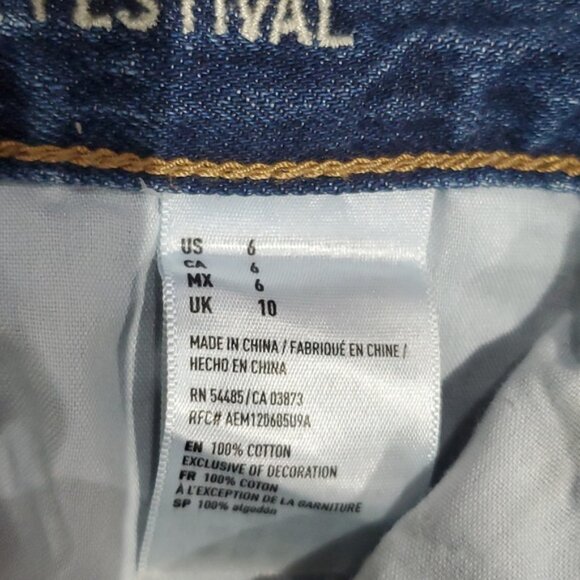 FESTIVAL
US 6
CA 6
MX 6
UK 10
MADE IN CHINA / FABRIQUÉ EN CHINE /
HECHO EN CHINA
RN 54485/CA 03873
RFC# AEM120605U9A
EN 100% COTTON
EXCLUSIVE OF DECORATION
FR 100% COTON
À L'EXCEPTION DE LA GARNITURE
SP 100% algodón